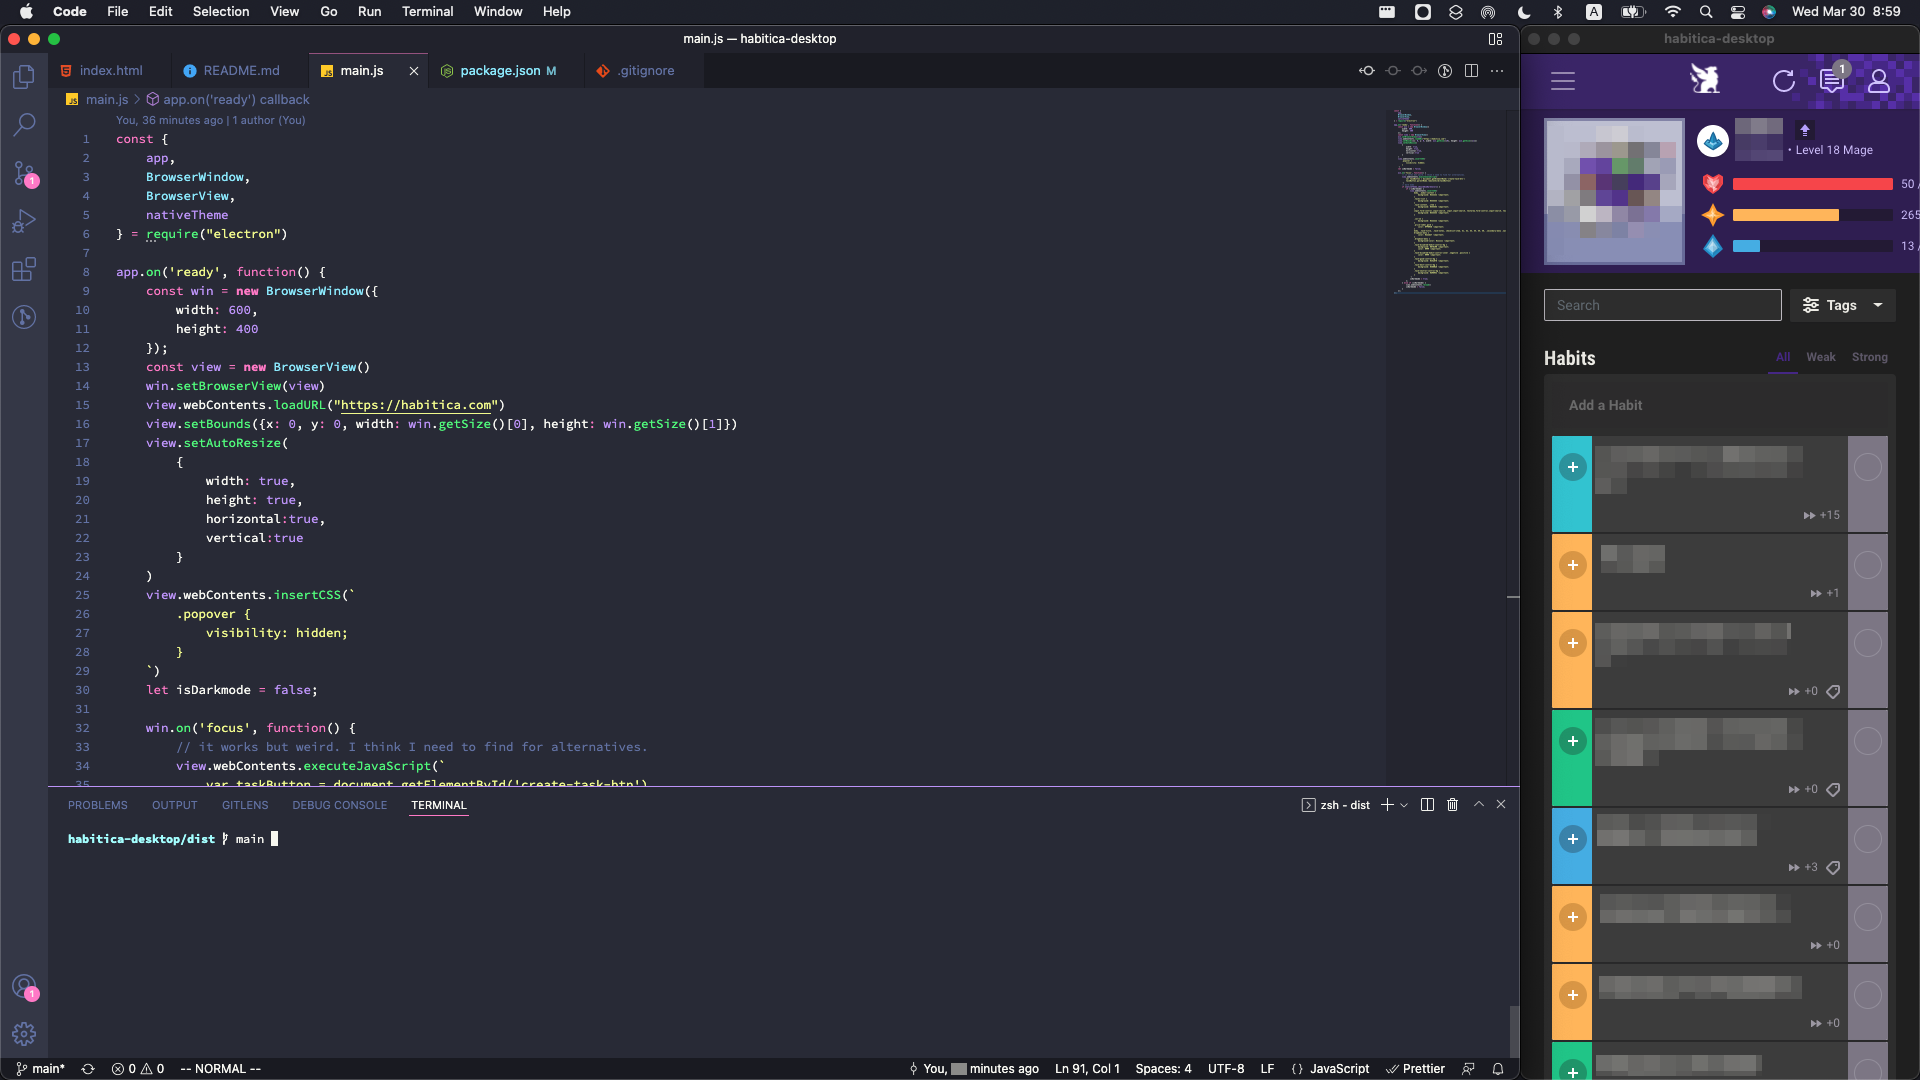 Code File Edit Selection View Go Run Terminal Window Help
A
Wed Mar 30 8:59
main.js — habitica-desktop
index.html
README.md
main.js
package.json M
.gitignore
main.js > app.on('ready') callback
You, 36 minutes ago | 1 author (You)
1 const {
2 app,
3 BrowserWindow,
4 BrowserView,
5 nativeTheme
6 } = require("electron")
7
8 app.on('ready', function() {
9 const win = new BrowserWindow({
10 width: 600,
11 height: 400
12 });
13 const view = new BrowserView()
14 win.setBrowserView(view)
15 view.webContents.loadURL("https://habitica.com")
16 view.setBounds({x: 0, y: 0, width: win.getSize()[0], height: win.getSize()[1]})
17 view.setAutoResize(
18 {
19 width: true,
20 height: true,
21 horizontal:true,
22 vertical:true
23 }
24 )
25 view.webContents.insertCSS(`
26 .popover {
27 visibility: hidden;
28 }
29 `)
30 let isDarkmode = false;
31
32 win.on('focus', function() {
33 // it works but weird. I think I need to find for alternatives.
34 view.webContents.executeJavaScript(`
35 var taskButton = document.getElementById('create-task-btn')
PROBLEMS OUTPUT GITLENS DEBUG CONSOLE TERMINAL
zsh - dist
habitica-desktop/dist main
1
1
main* 0 0 -- NORMAL --
You, minutes ago Ln 91, Col 1 Spaces: 4 UTF-8 LF {} JavaScript Prettier
habitica-desktop
1
• Level 18 Mage
50 /
265
13 /
Search
Tags
Habits
All Weak Strong
Add a Habit
+15
+1
+0
+0
+3
+0
+0